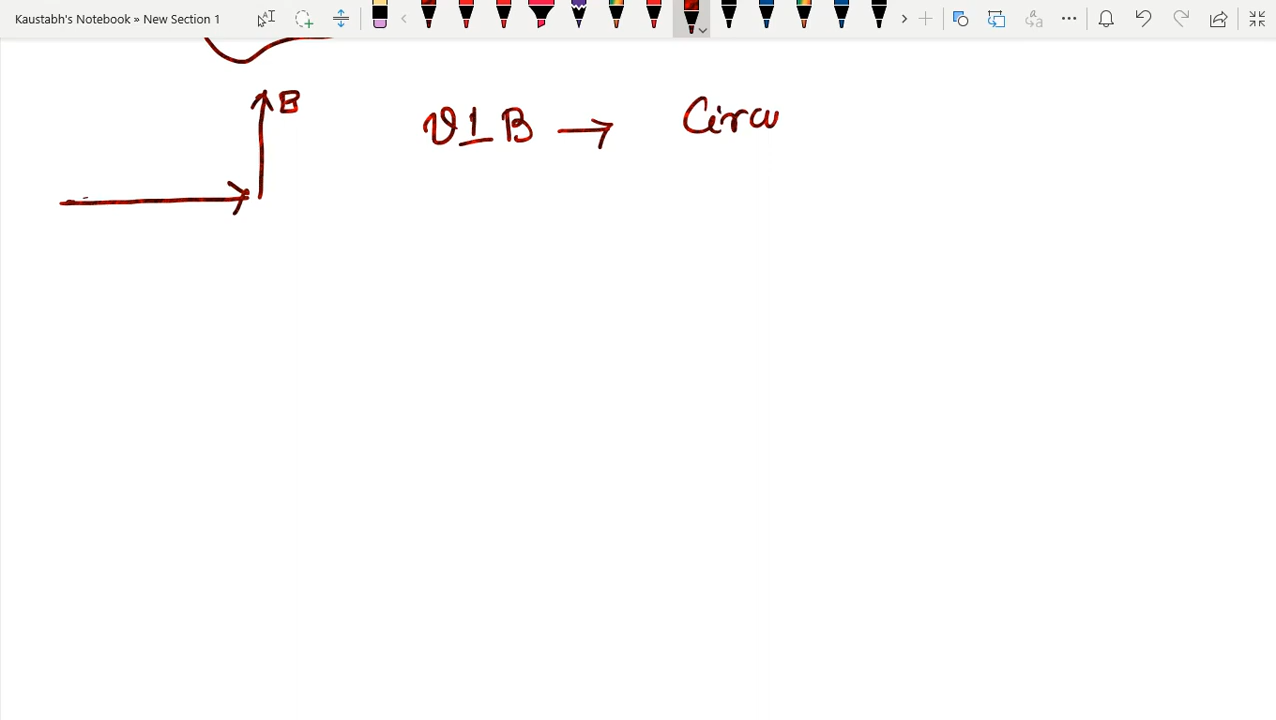 Kaustabh's Notebook » New Section 1
B
v⊥B → Circu